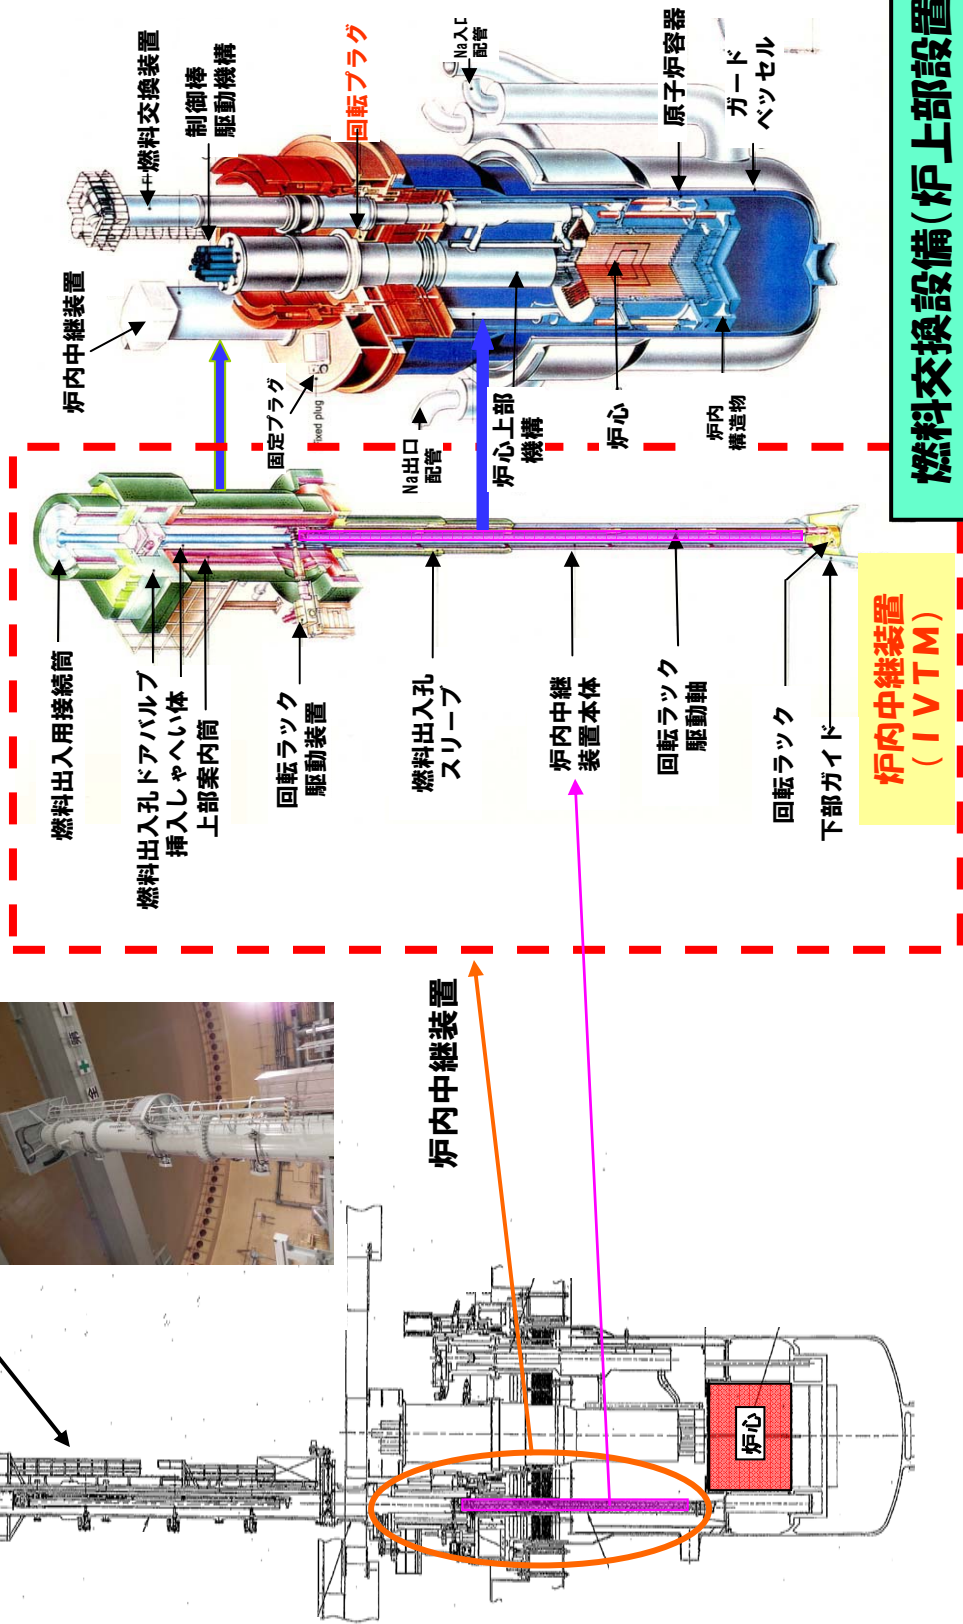 燃料交換設備(炉上部設置
炉内中継装置
(ＩＶＴＭ)
燃料出入用接続筒
燃料出入孔ドアバルブ
挿入しゃへい体
上部案内筒
回転ラック
駆動装置
燃料出入孔
スリーブ
炉内中継
装置本体
回転ラック
駆動軸
回転ラック
下部ガイド
炉内中継装置
燃料交換装置
制御棒
駆動機構
回転プラグ
固定プラグ
fixed plug
Na入口
配管
Na出口
配管
原子炉容器
ガード
ベッセル
炉心上部
機構
炉心
炉内
構造物
炉内中継装置
炉心